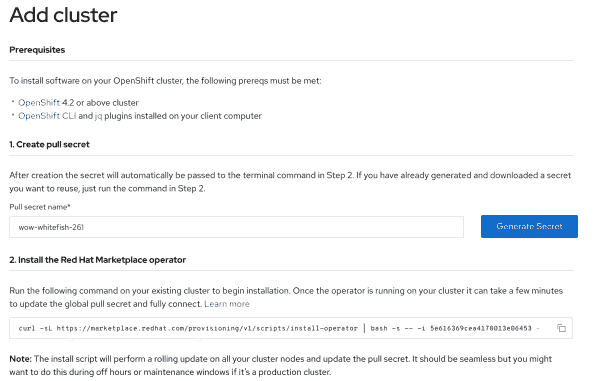 Add cluster
Prerequisites
To install software on your OpenShift cluster, the following prereqs must be met:
• OpenShift 4.2 or above cluster
• OpenShift CLI and jq plugins installed on your client computer
1. Create pull secret
After creation the secret will automatically be passed to the terminal command in Step 2. If you have already generated and downloaded a secret
you want to reuse, just run the command in Step 2.
Pull secret name*
wow-whitefish-261
Generate Secret
2. Install the Red Hat Marketplace operator
Run the following command on your existing cluster to begin installation. Once the operator is running on your cluster it can take a few minutes
to update the global pull secret and fully connect. Learn more
curl -sL https://marketplace.redhat.com/provisioning/v1/scripts/install-operator | bash -s -- -i 5e616369cea4170013e06453 -
Note: The install script will perform a rolling update on all your cluster nodes and update the pull secret. It should be seamless but you might
want to do this during off hours or maintenance windows if it's a production cluster.